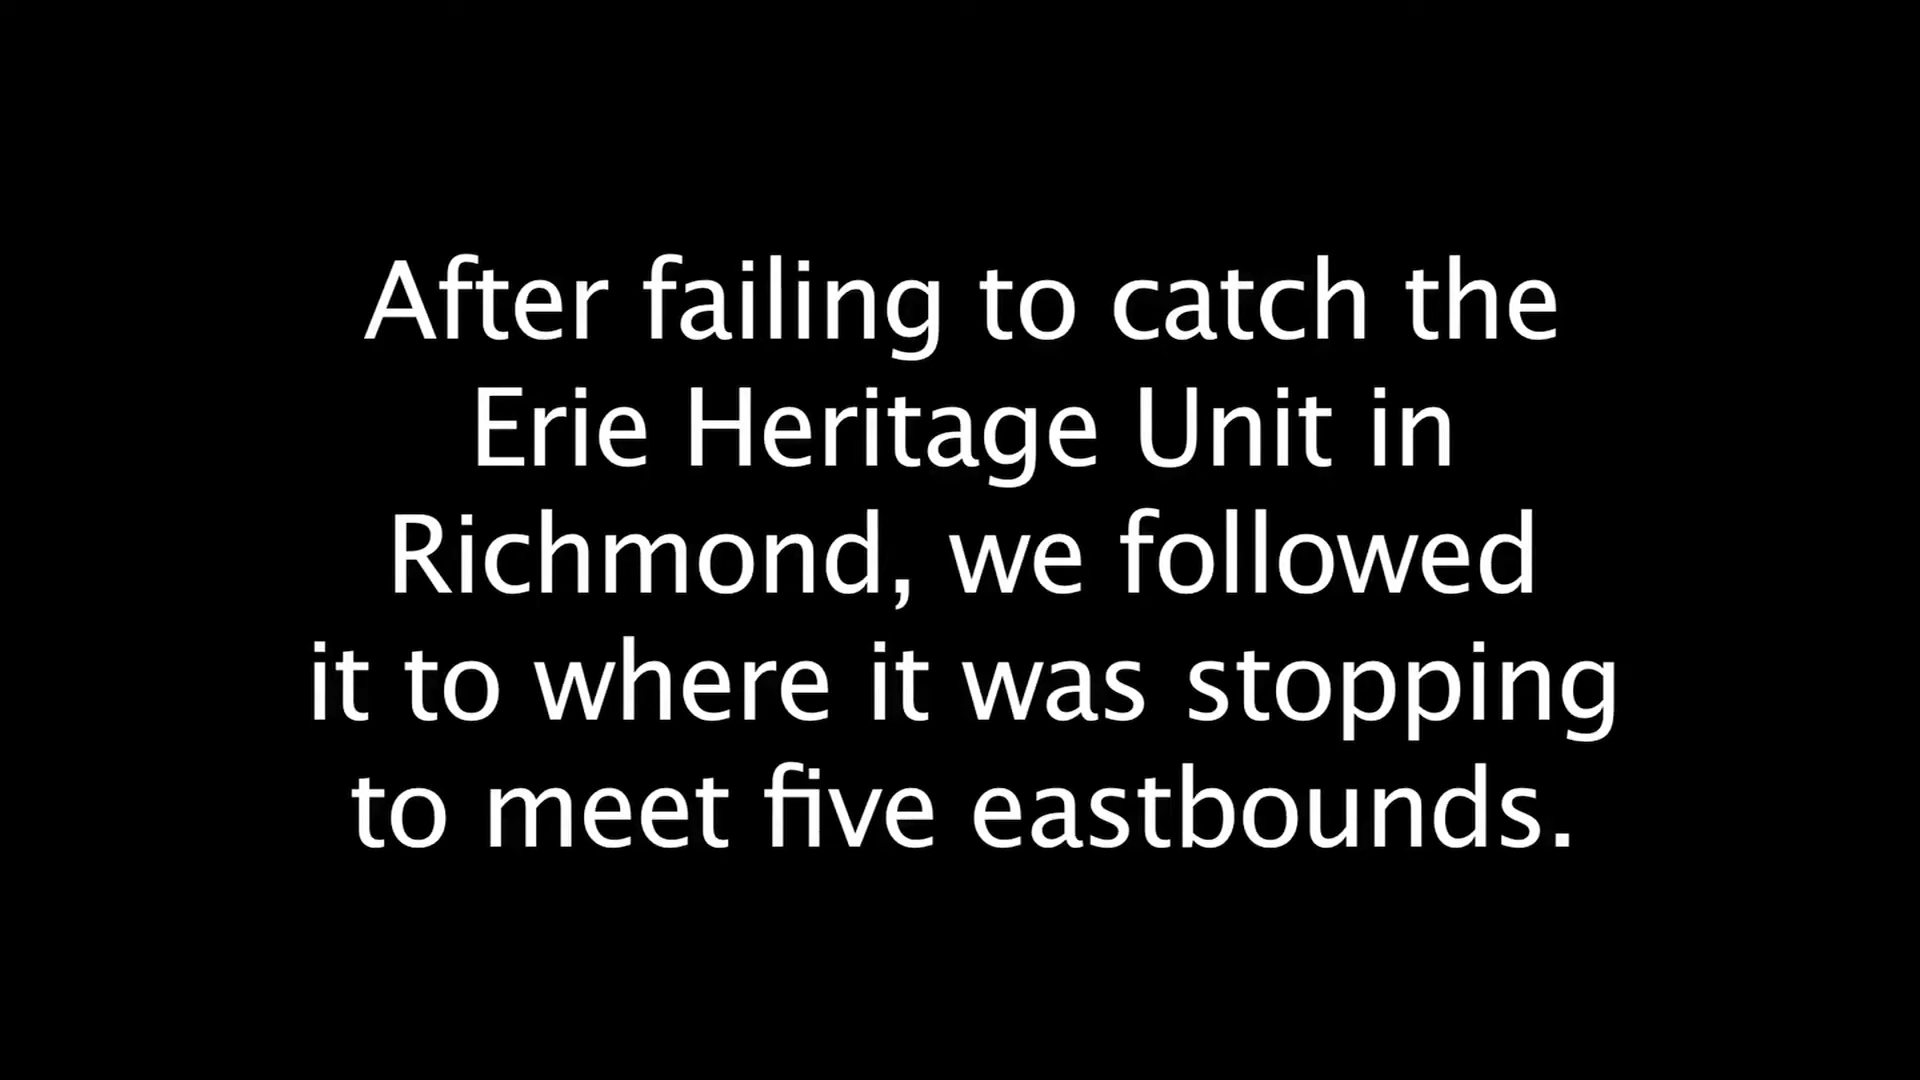 After failing to catch the
Erie Heritage Unit in
Richmond, we followed
it to where it was stopping
to meet five eastbounds.